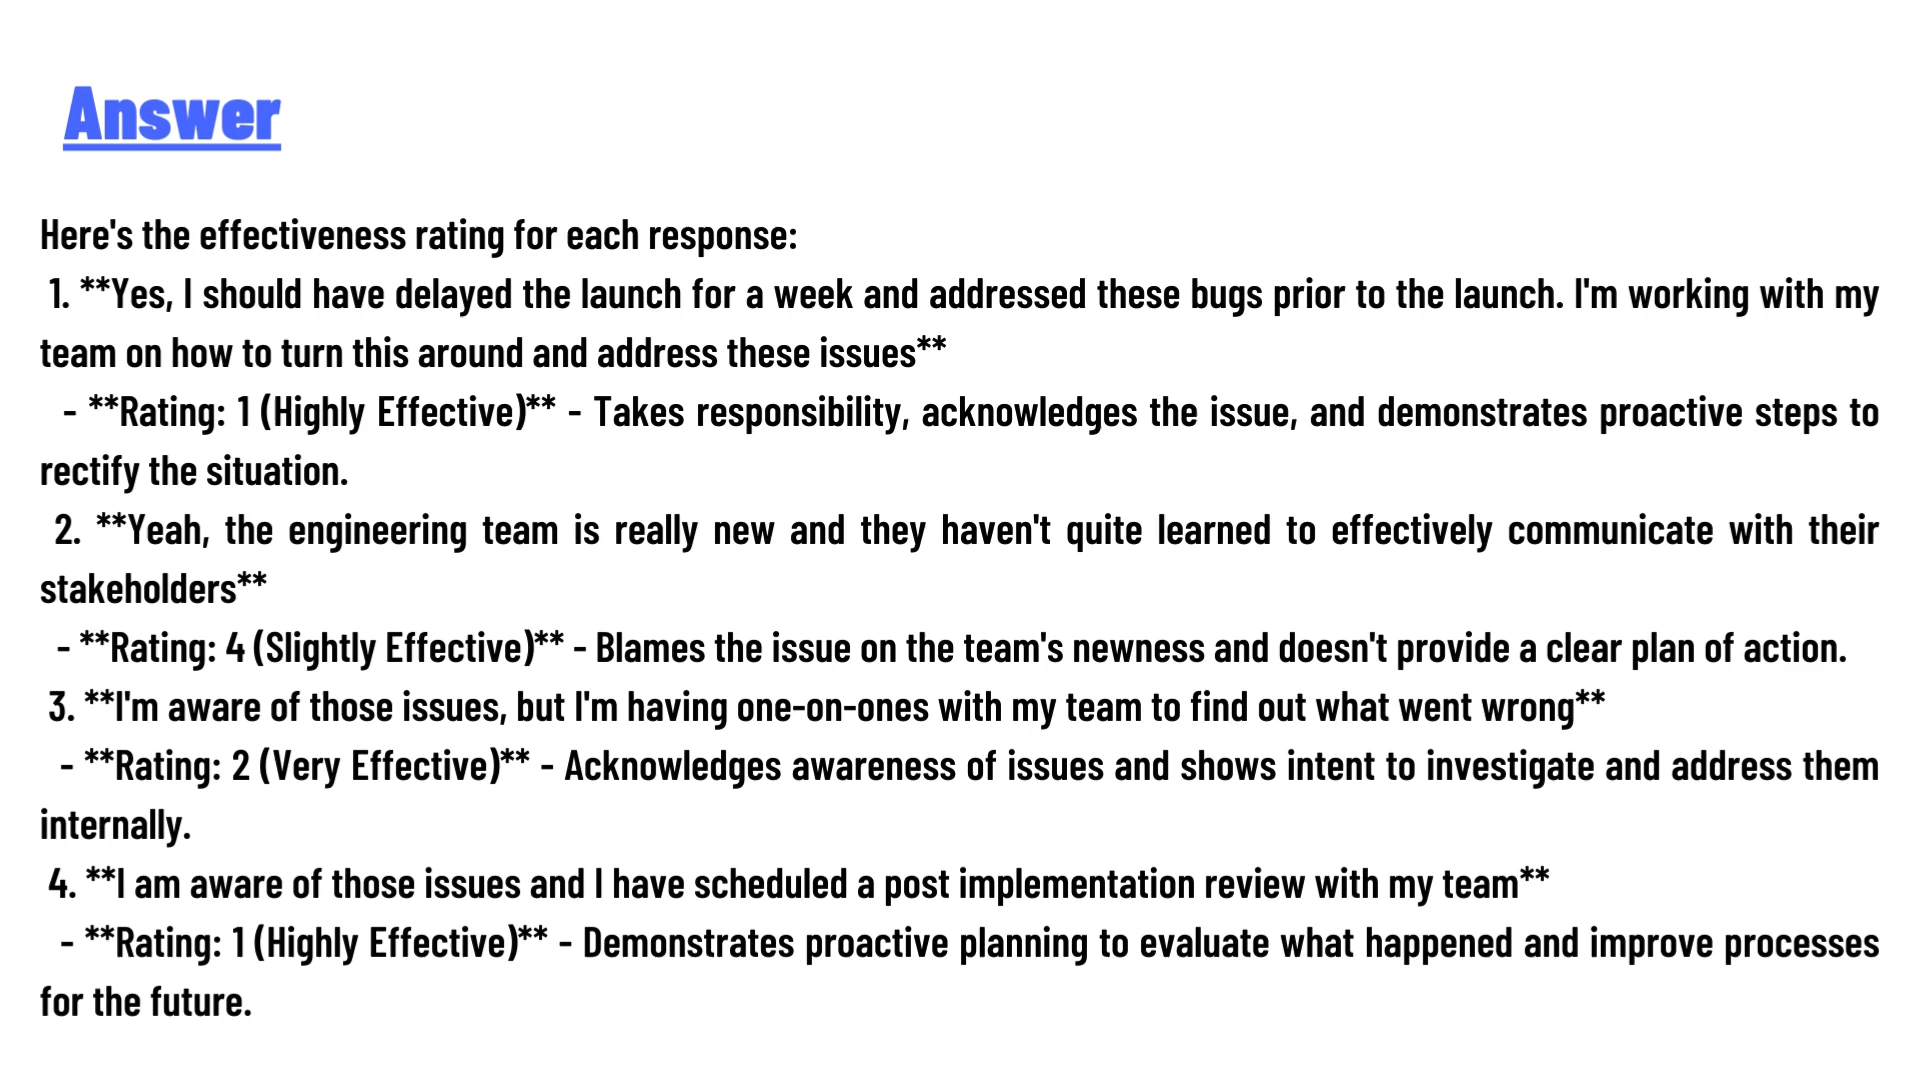 Answer
Here's the effectiveness rating for each response:
1. **Yes, I should have delayed the launch for a week and addressed these bugs prior to the launch. I'm working with my
team on how to turn this around and address these issues**
- **Rating: 1 (Highly Effective)** - Takes responsibility, acknowledges the issue, and demonstrates proactive steps to
rectify the situation.
2. **Yeah, the engineering team is really new and they haven't quite learned to effectively communicate with their
stakeholders**
- **Rating: 4 (Slightly Effective)** - Blames the issue on the team's newness and doesn't provide a clear plan of action.
3. **I'm aware of those issues, but I'm having one-on-ones with my team to find out what went wrong**
- **Rating: 2 (Very Effective)** - Acknowledges awareness of issues and shows intent to investigate and address them
internally.
4. **I am aware of those issues and I have scheduled a post implementation review with my team**
- **Rating: 1 (Highly Effective)** - Demonstrates proactive planning to evaluate what happened and improve processes
for the future.